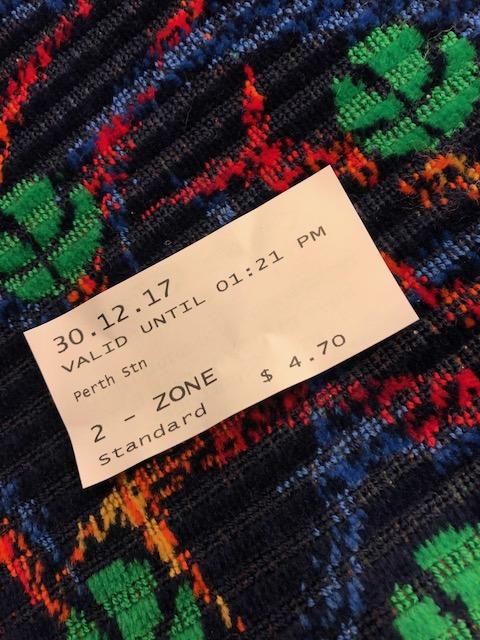 30.12.17
VALID UNTIL 01:21 PM
Perth Stn
2 - ZONE $ 4.70
Standard